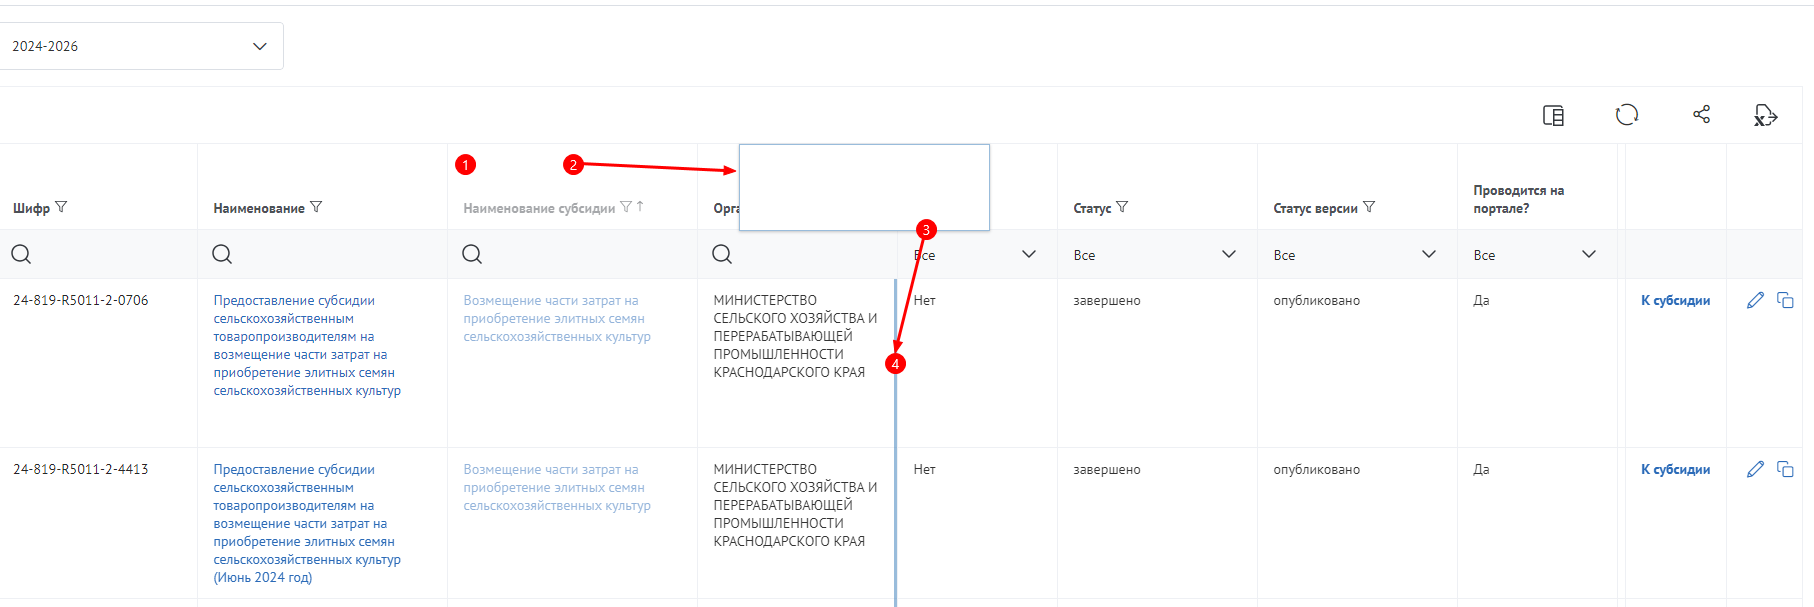 2024-2026
1
2
Шифр
Наименование
Наименование субсидии
Орга
Статус
Статус версии
Проводится на
портале?
3
Все
Все
Все
Все
24-819-R5011-2-0706
Предоставление субсидии
сельскохозяйственным
товаропроизводителям на
возмещение части затрат на
приобретение элитных семян
сельскохозяйственных культур
Возмещение части затрат на
приобретение элитных семян
сельскохозяйственных культур
МИНИСТЕРСТВО
СЕЛЬСКОГО ХОЗЯЙСТВА И
ПЕРЕРАБАТЫВАЮЩЕЙ
ПРОМЫШЛЕННОСТИ
КРАСНОДАРСКОГО КРАЯ
4
Нет
завершено
опубликовано
Да
К субсидии
24-819-R5011-2-4413
Предоставление субсидии
сельскохозяйственным
товаропроизводителям на
возмещение части затрат на
приобретение элитных семян
сельскохозяйственных культур
(Июнь 2024 год)
Возмещение части затрат на
приобретение элитных семян
сельскохозяйственных культур
МИНИСТЕРСТВО
СЕЛЬСКОГО ХОЗЯЙСТВА И
ПЕРЕРАБАТЫВАЮЩЕЙ
ПРОМЫШЛЕННОСТИ
КРАСНОДАРСКОГО КРАЯ
Нет
завершено
опубликовано
Да
К субсидии